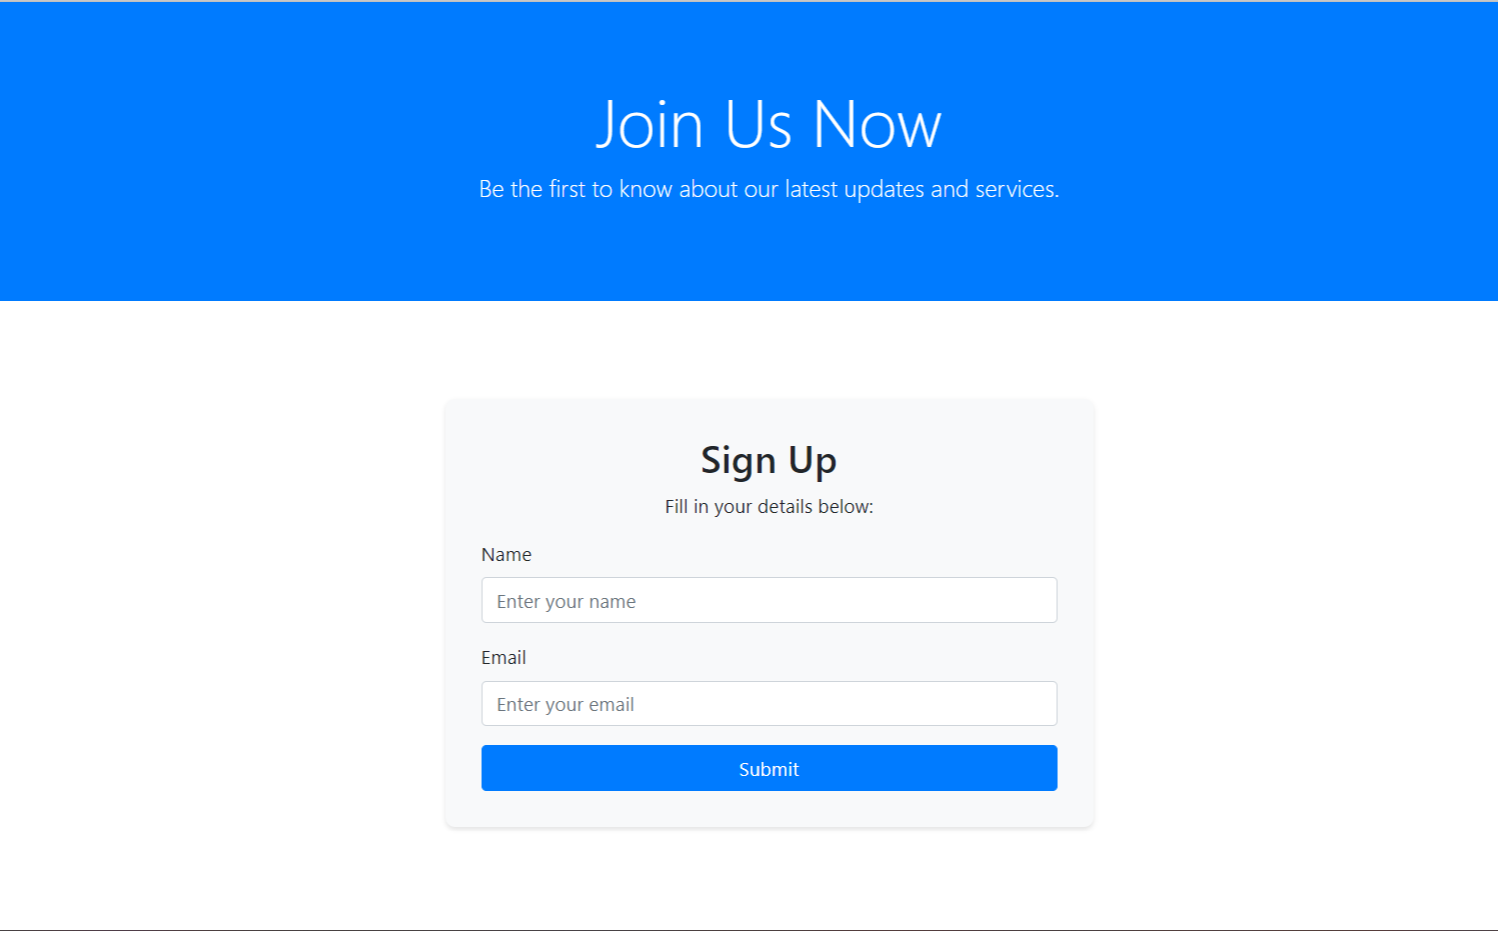 Join Us Now
Be the first to know about our latest updates and services.
Sign Up
Fill in your details below:
Name
Enter your name
Email
Enter your email
Submit